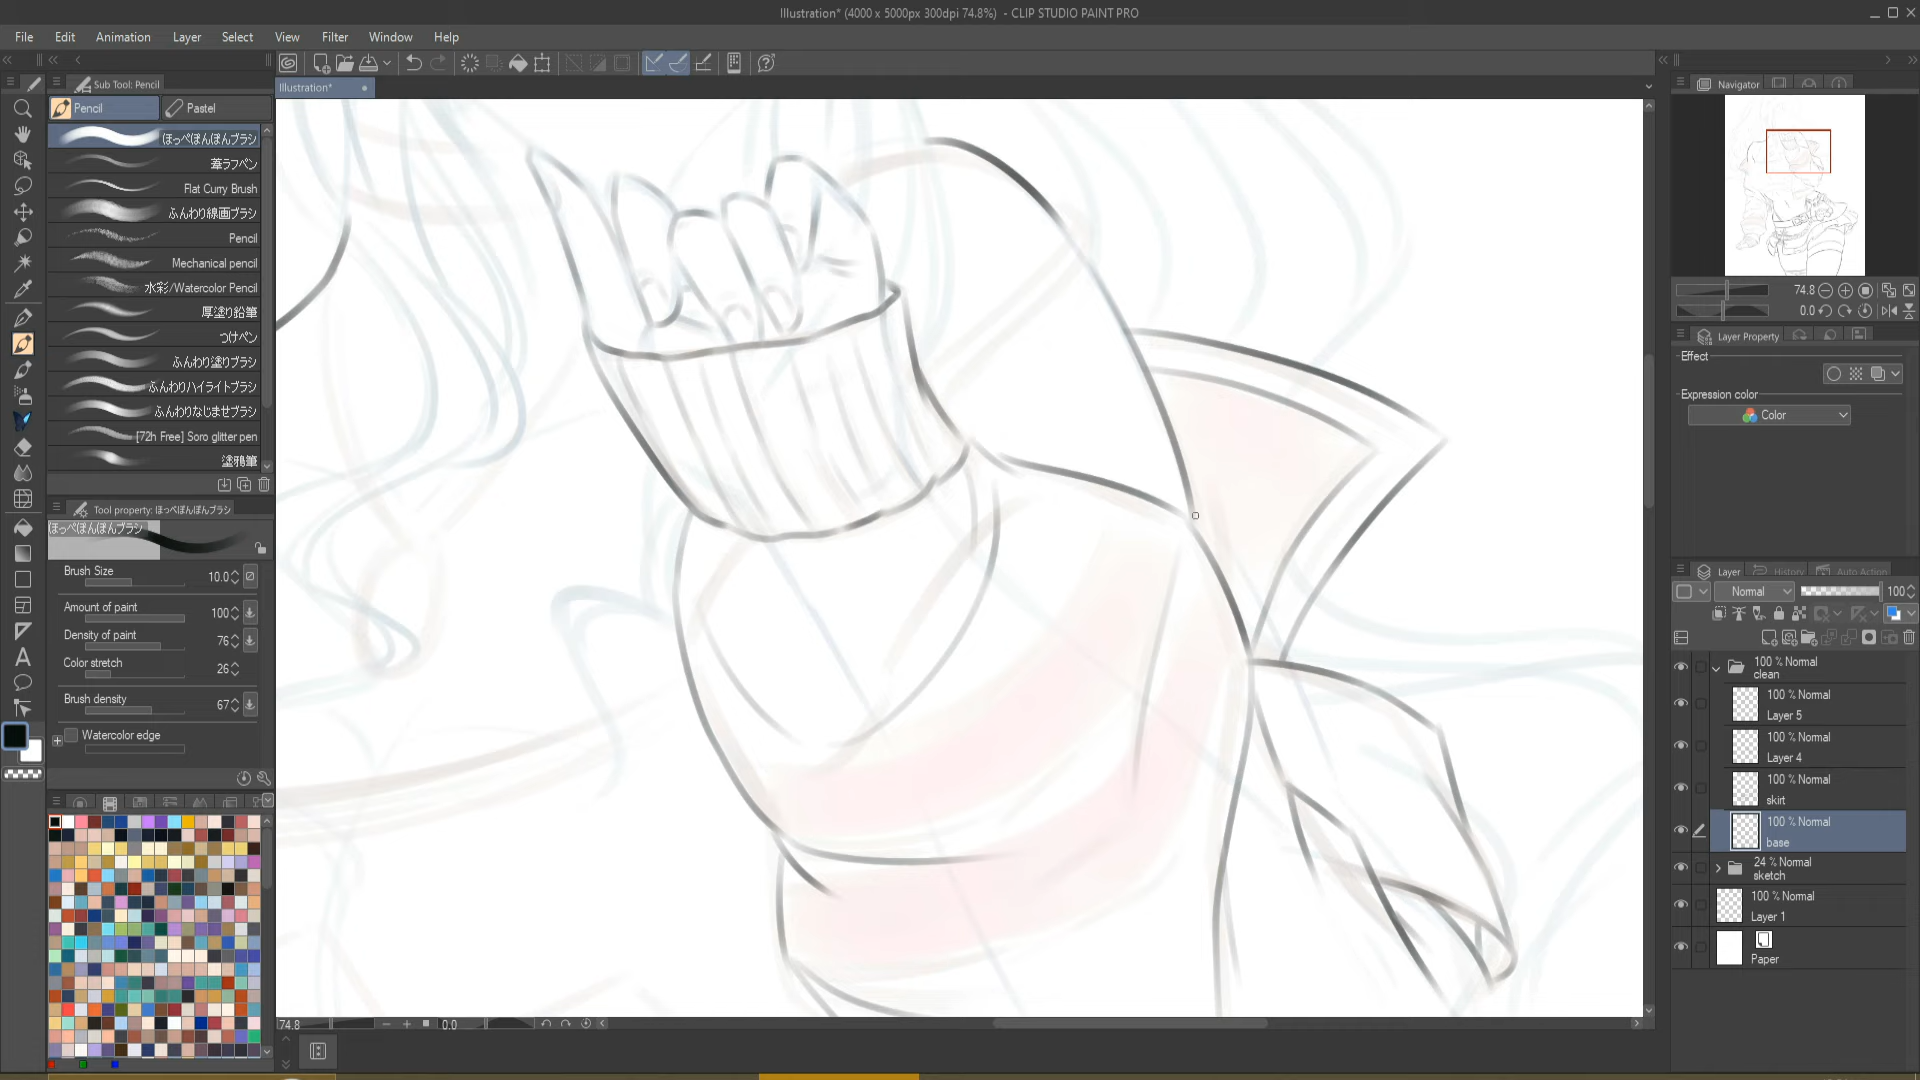 Illustration* (4000 x 5000px 300dpi 74.8%)  - CLIP STUDIO PAINT PRO
File Edit Animation Layer Select View Filter Window Help
Sub Tool: Pencil
Pencil Pastel
Illustration*
ほっぺぽんぽんブラシ
葦ラフペン
Flat Curry Brush
ふんわり線画ブラシ
Pencil
Mechanical pencil
水彩/Watercolor Pencil
厚塗り鉛筆
つけペン
ふんわり塗りブラシ
ふんわりハイライトブラシ
ふんわりなじませブラシ
[72h Free] Soro glitter pen
塗鴉筆
Tool property: ほっぺぽんぽんブラシ
ほっぺぽんぽんブラシ
Brush Size 10.0
Amount of paint 100
Density of paint 76
Color stretch 26
Brush density 67
Watercolor edge
74.8 0.0
Navigator
74.8
0.0
Layer Property
Effect
Expression color
Color
Layer History Auto Action
Normal 100
100 % Normal
clean
100 % Normal
Layer 5
100 % Normal
Layer 4
100 % Normal
skirt
100 % Normal
base
24 % Normal
sketch
100 % Normal
Layer 1
Paper